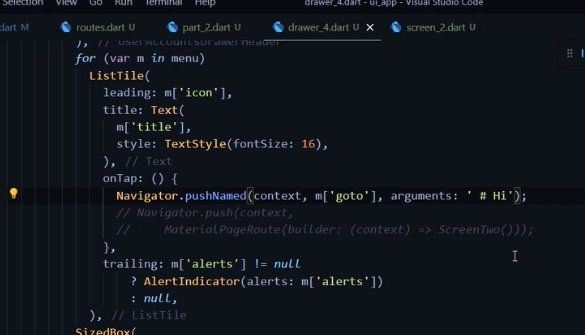 Selection View Go Run Terminal Help drawer_4.dart - ui_app - Visual Studio Code
dart M routes.dart U part_2.dart U drawer_4.dart U × screen_2.dart U
), // UserAccountsDrawerHeader
for (var m in menu)
ListTile(
leading: m['icon'],
title: Text(
m['title'],
style: TextStyle(fontSize: 16),
), // Text
onTap: () {
Navigator.pushNamed(context, m['goto'], arguments: ' # Hi');
// Navigator.push(context,
// MaterialPageRoute(builder: (context) => ScreenTwo()));
},
trailing: m['alerts'] != null
? AlertIndicator(alerts: m['alerts'])
: null,
), // ListTile
SizedBox(